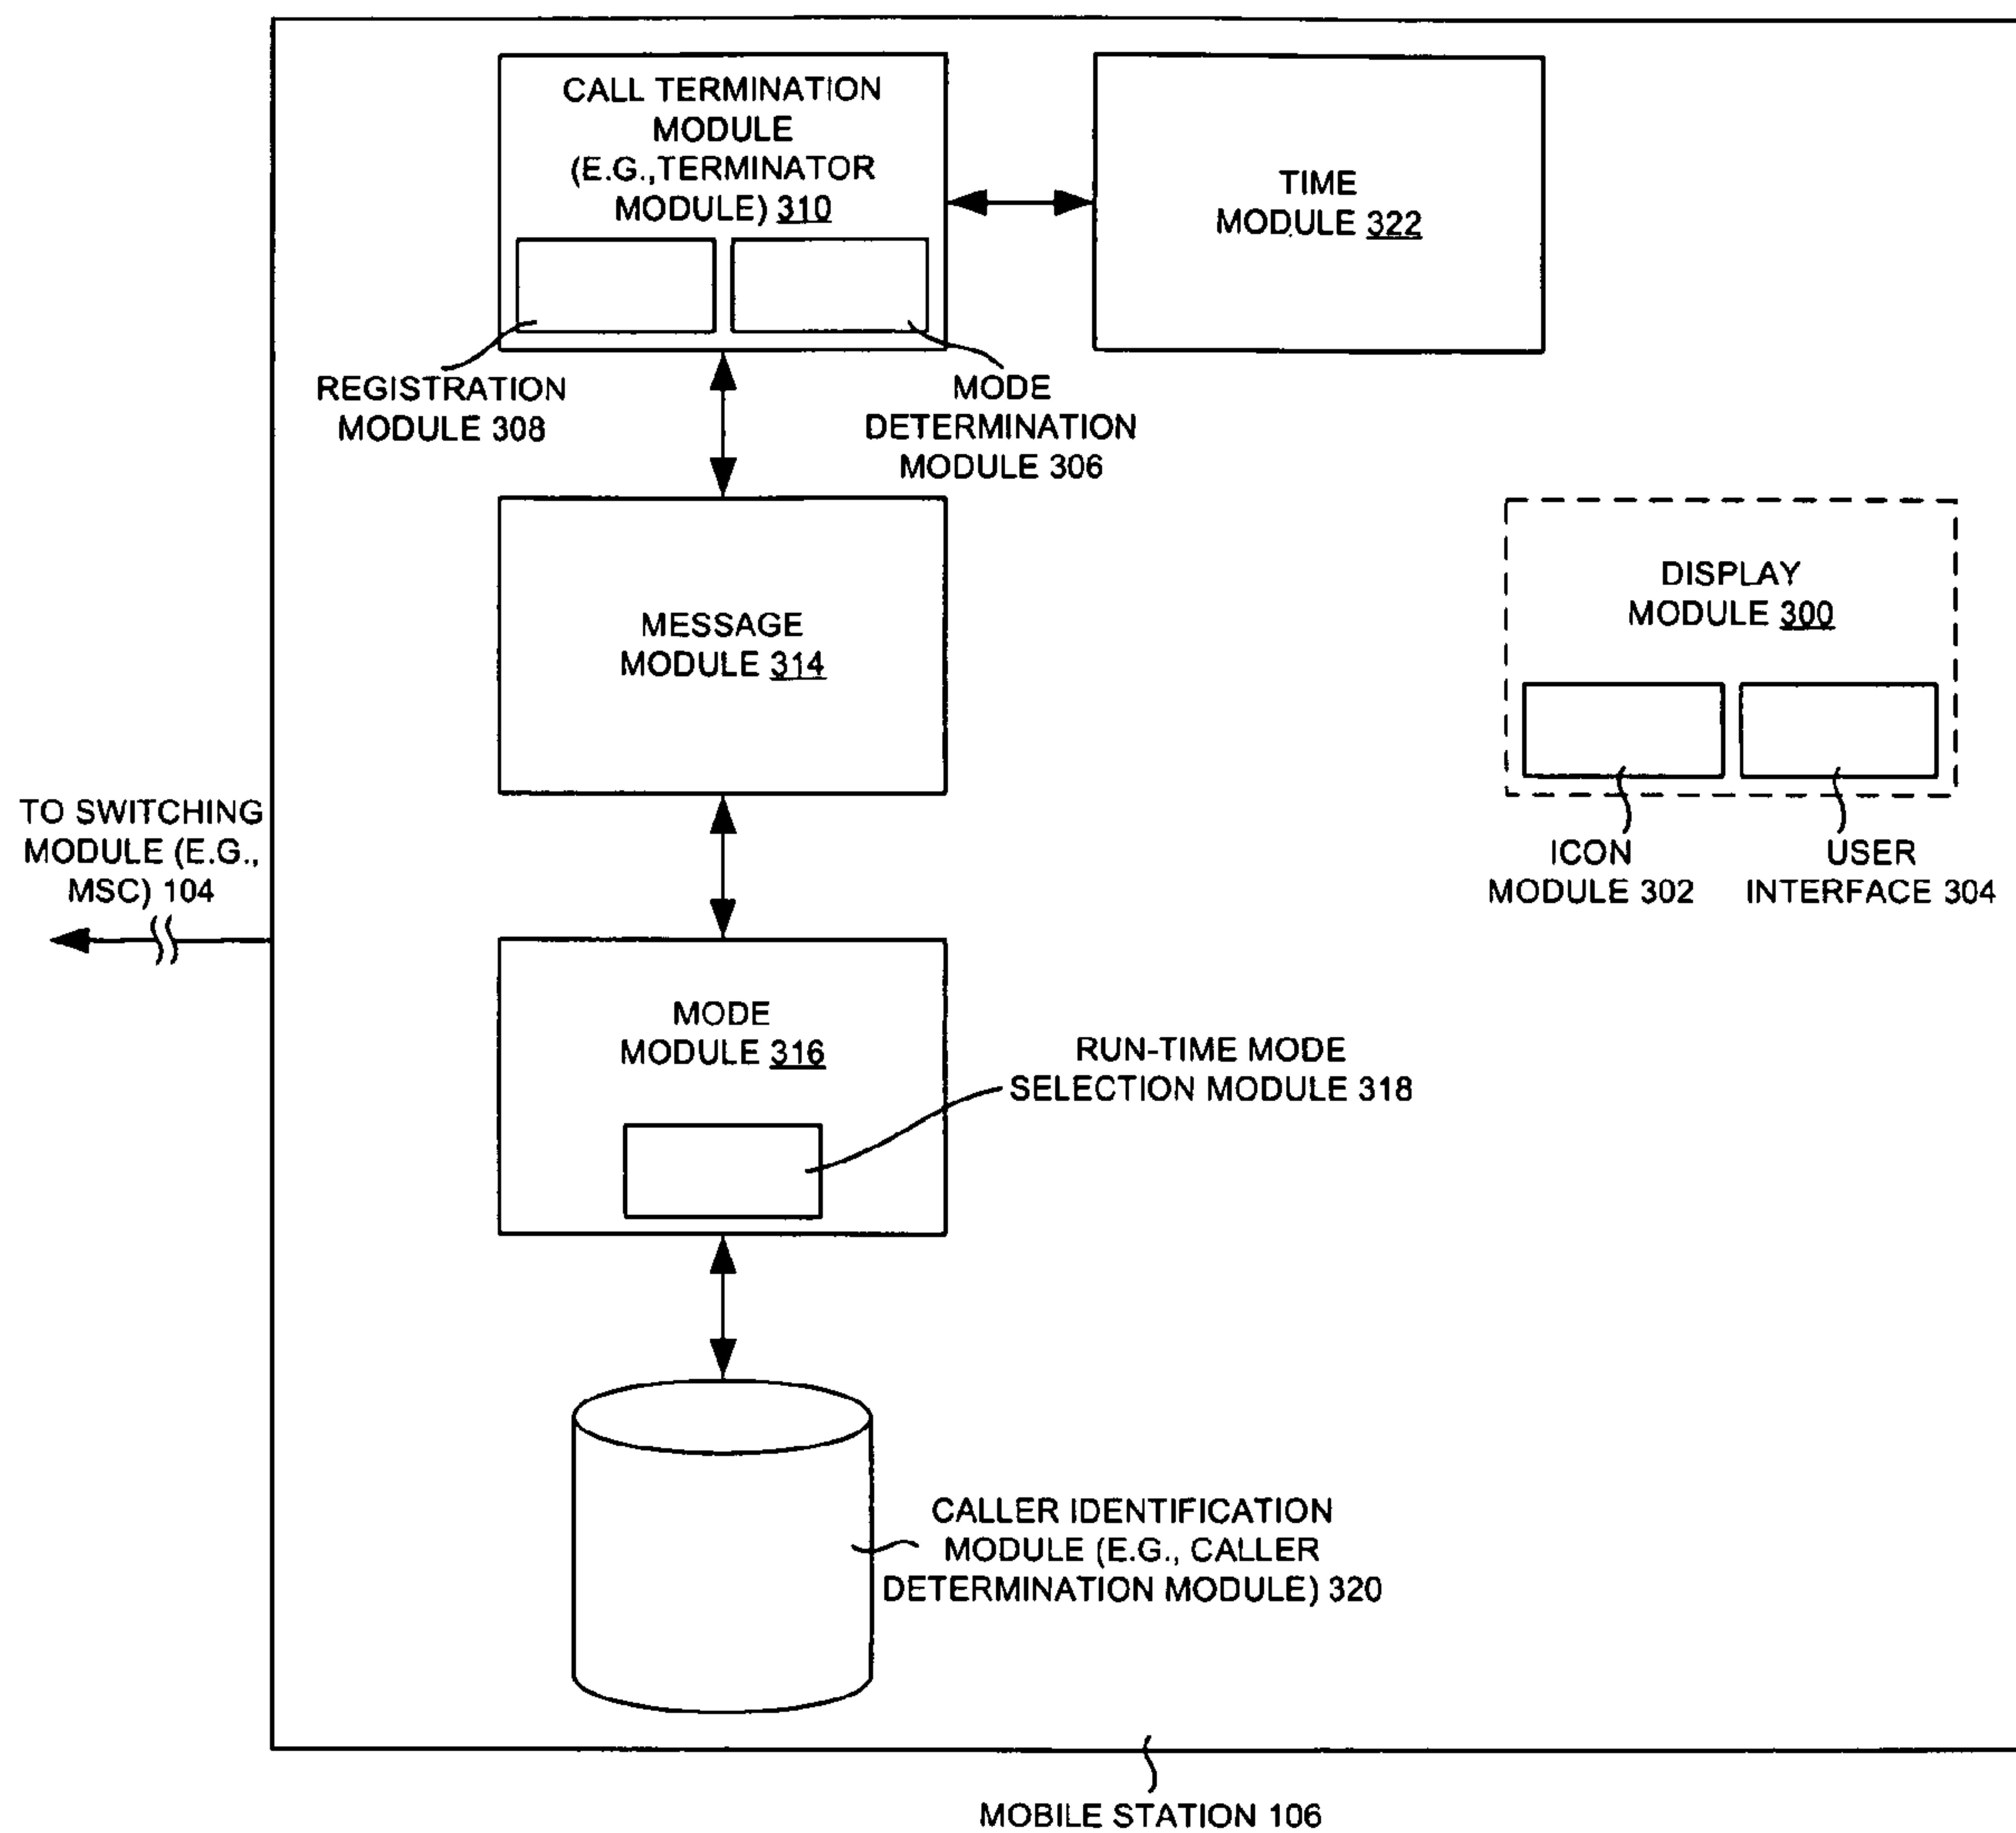 CALL TERMINATION
MODULE
(E.G.,TERMINATOR
MODULE) 310
TIME
MODULE 322
REGISTRATION
MODULE 308
MODE
DETERMINATION
MODULE 306
MESSAGE
MODULE 314
DISPLAY
MODULE 300
ICON
MODULE 302
USER
INTERFACE 304
TO SWITCHING
MODULE (E.G.,
MSC) 104
MODE
MODULE 316
RUN-TIME MODE
SELECTION MODULE 318
CALLER IDENTIFICATION
MODULE (E.G., CALLER
DETERMINATION MODULE) 320
MOBILE STATION 106